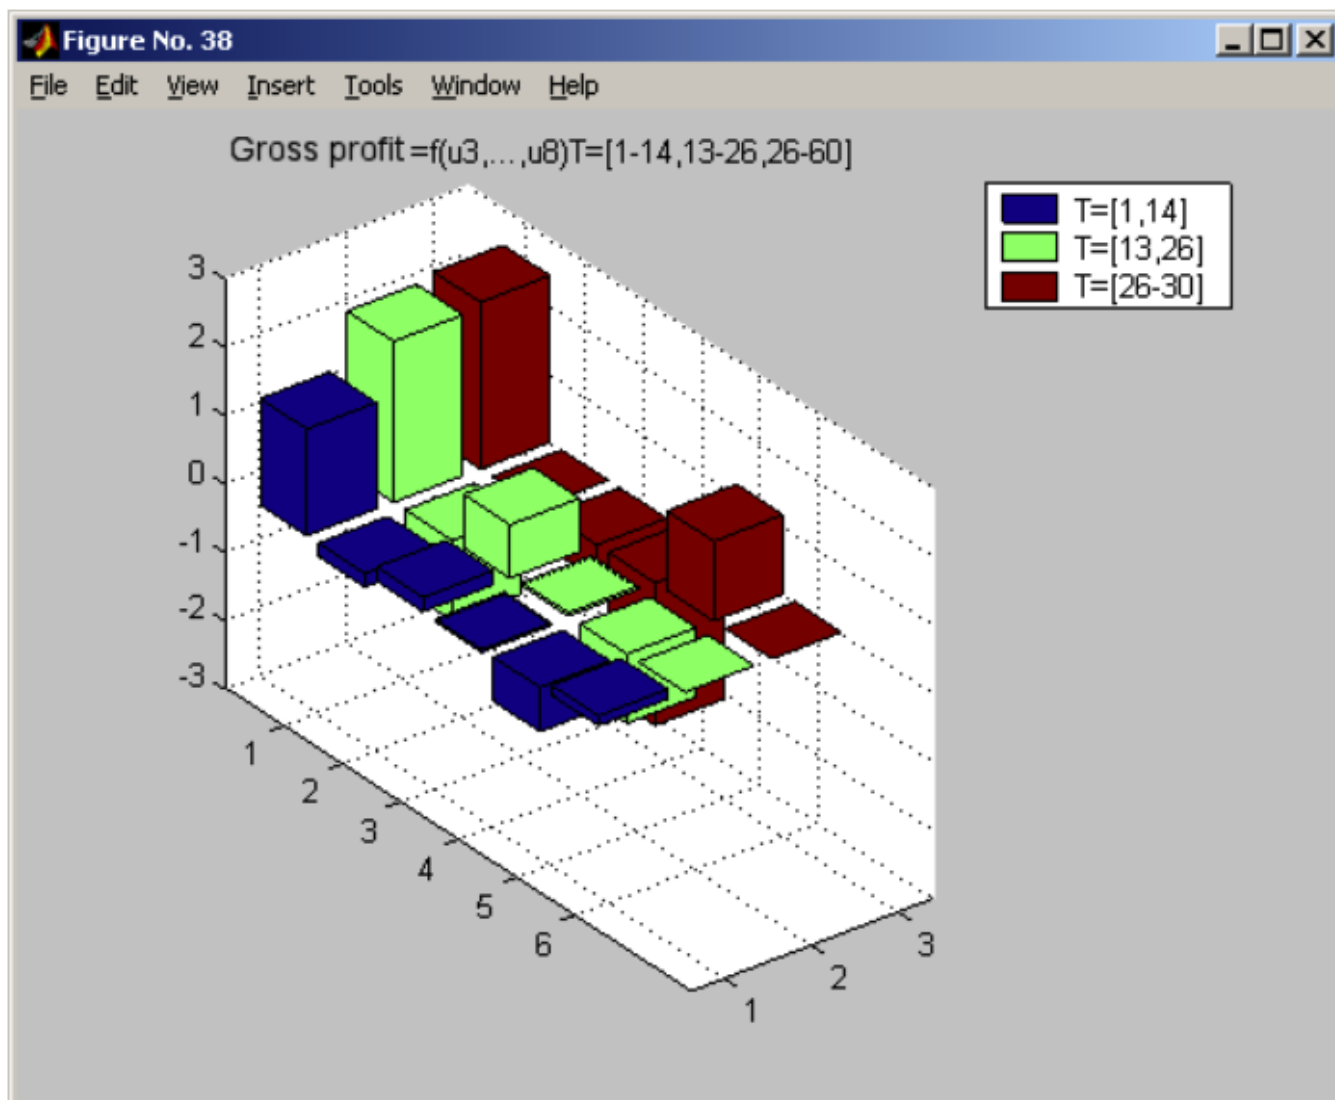 Figure No. 38
File Edit View Insert Tools Window Help
Gross profit =f(u3,...,u8)T=[1-14,13-26,26-60]
T=[1,14]
T=[13,26]
T=[26-30]
3
2
1
0
-1
-2
-3
1
2
3
4
5
6
1
2
3